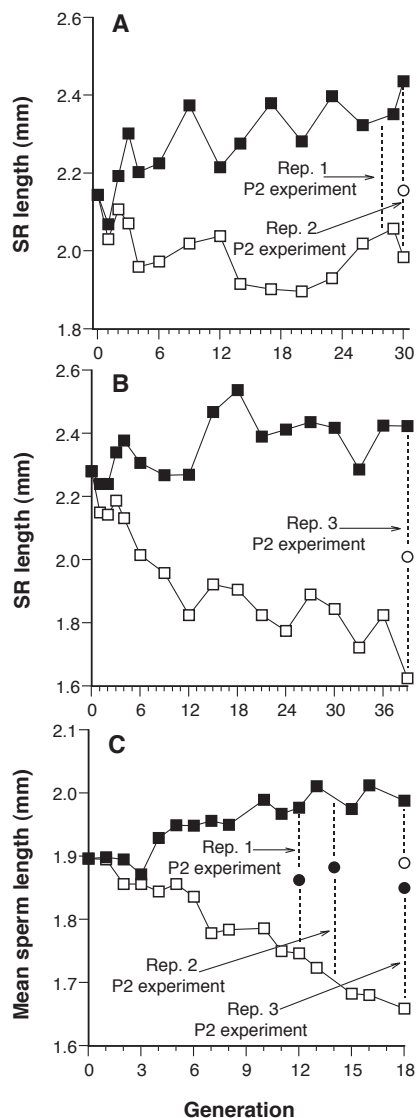 A
SR length (mm)
2.6
2.4
2.2
2.0
1.8
Rep. 1
P2 experiment
Rep. 2
P2 experiment
0 6 12 18 24 30
B
SR length (mm)
2.6
2.4
2.2
2.0
1.8
1.6
Rep. 3
P2 experiment
0 6 12 18 24 30 36
C
Mean sperm length (mm)
2.1
2.0
1.9
1.8
1.7
1.6
Rep. 1
P2 experiment
Rep. 2
P2 experiment
Rep. 3
P2 experiment
0 3 6 9 12 15 18
Generation